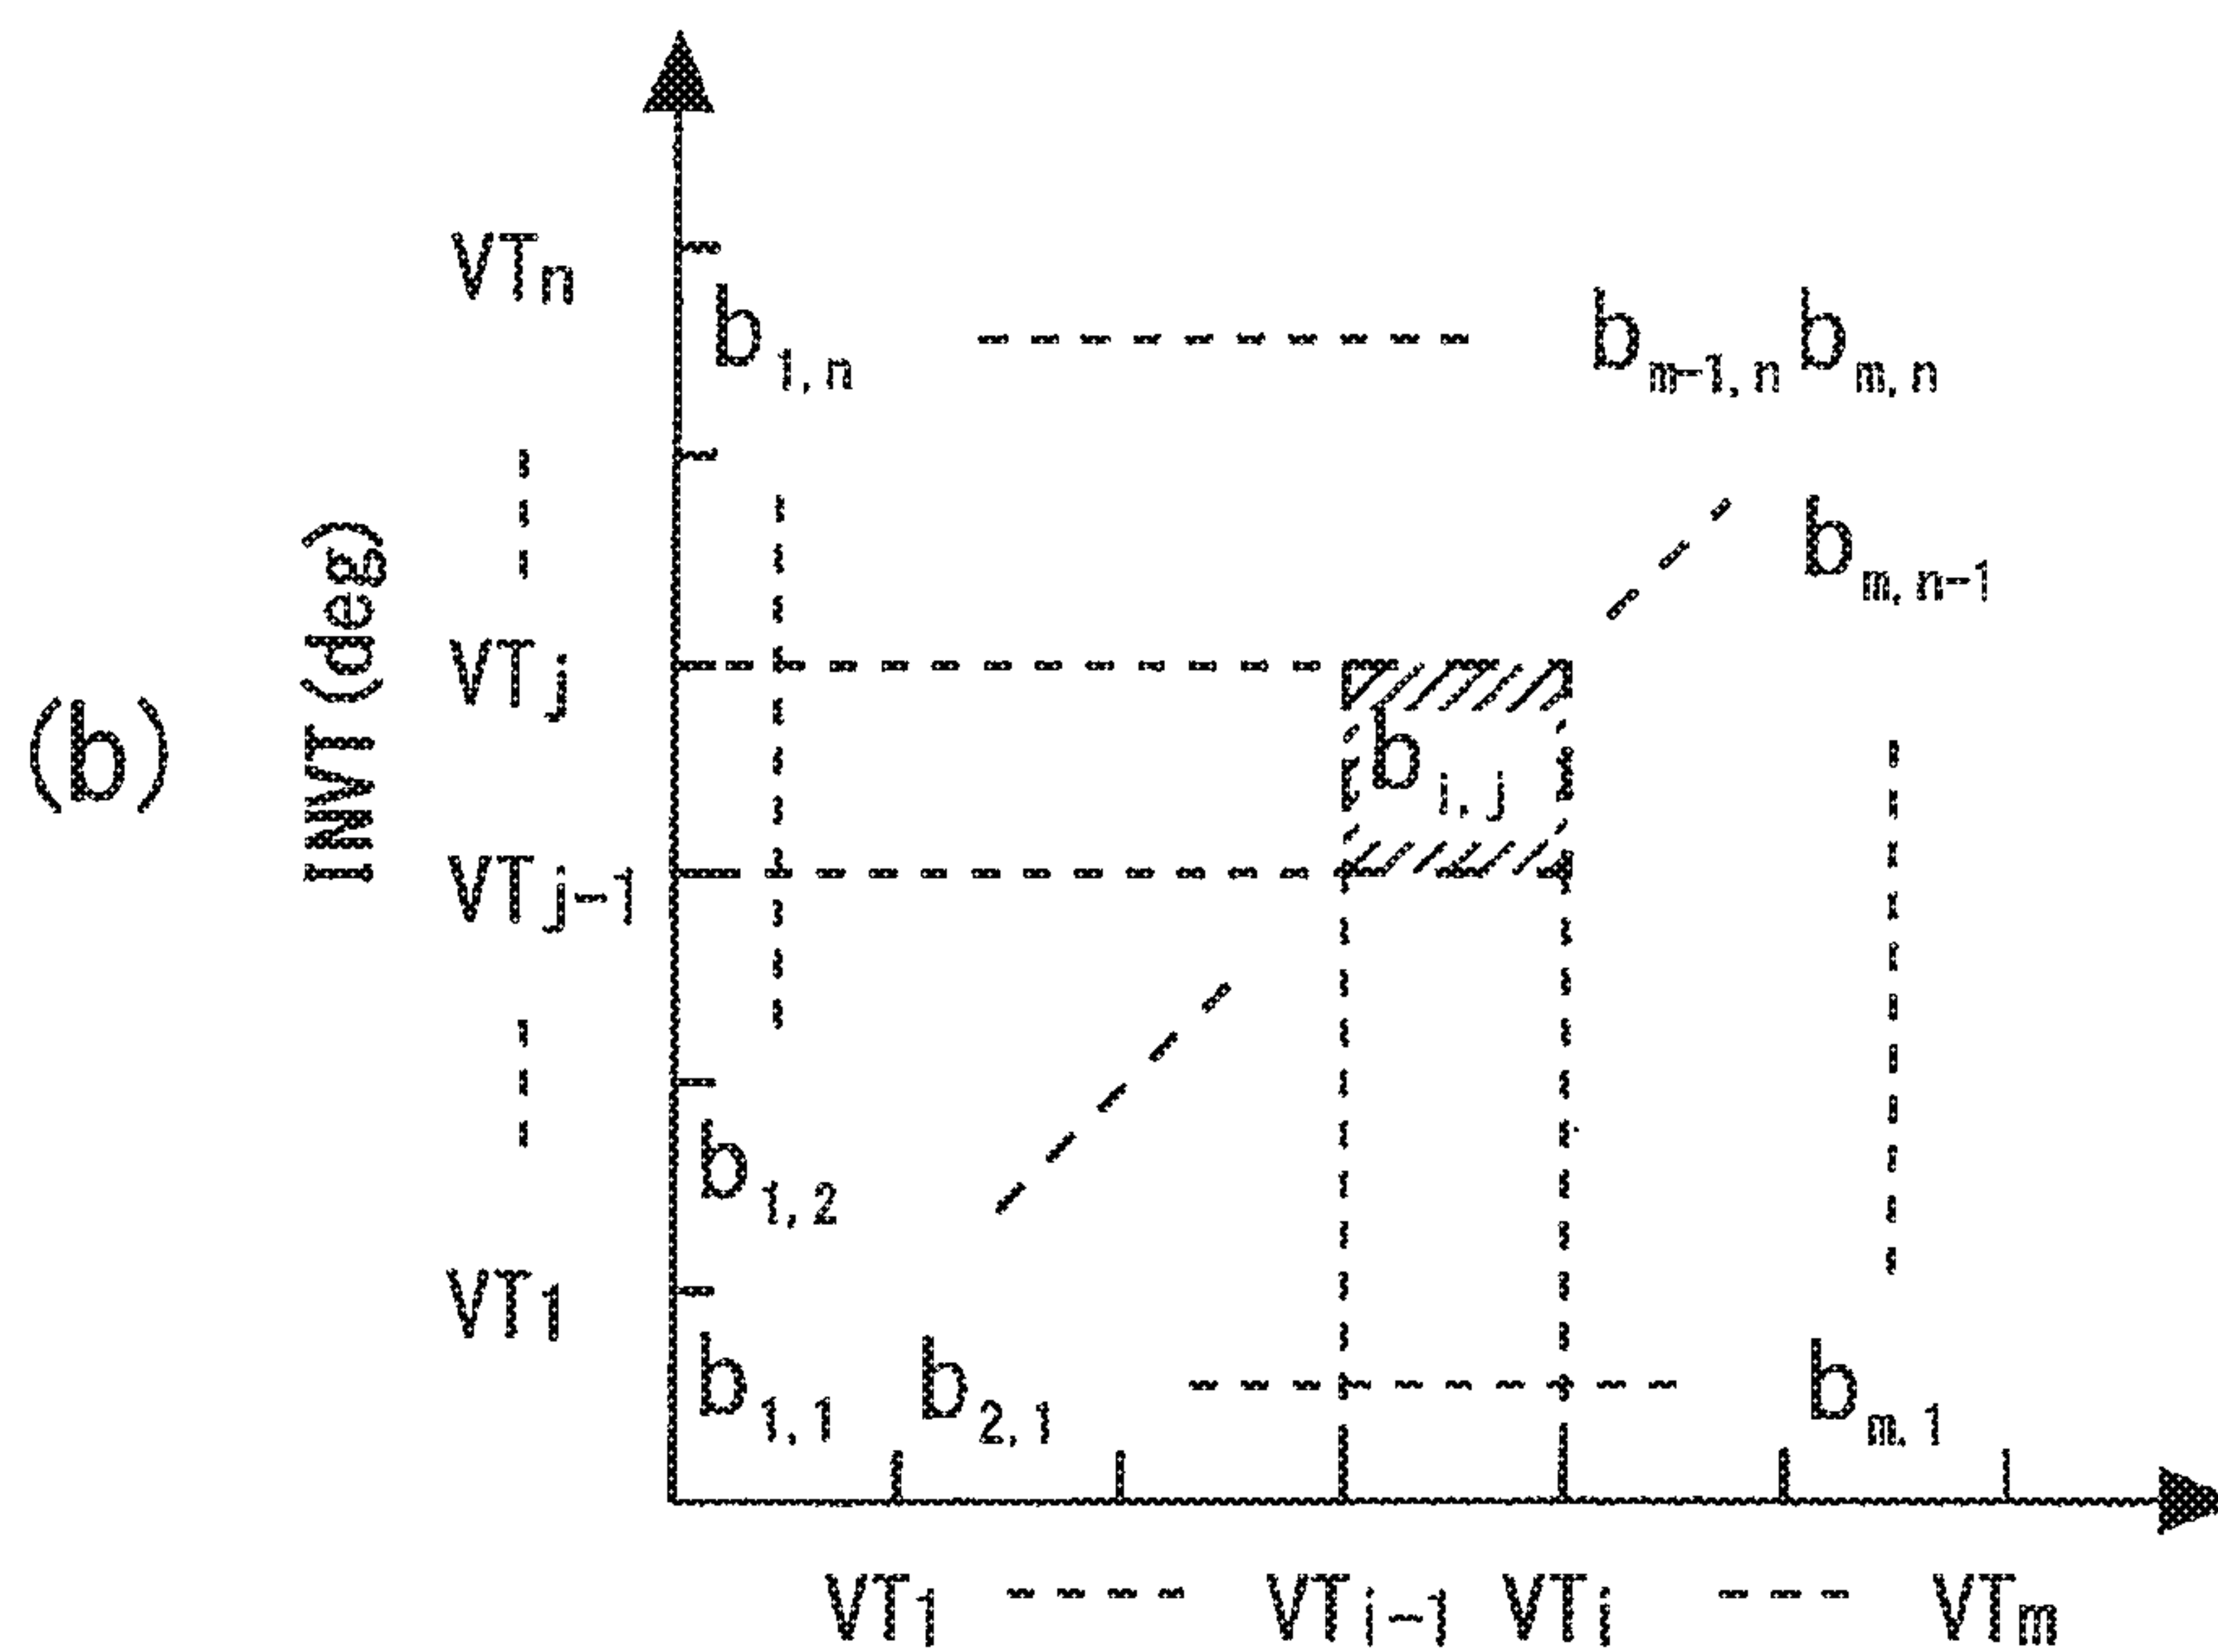 VTn
b1,n bm-1,n bm,n
bm,n-1
INVT (deg)
VTj
(b)
bi,j
VTj-1
b1,2
VT1
b1,1 b2,1 bm,1
VT1 VTi-1 VTi VTm